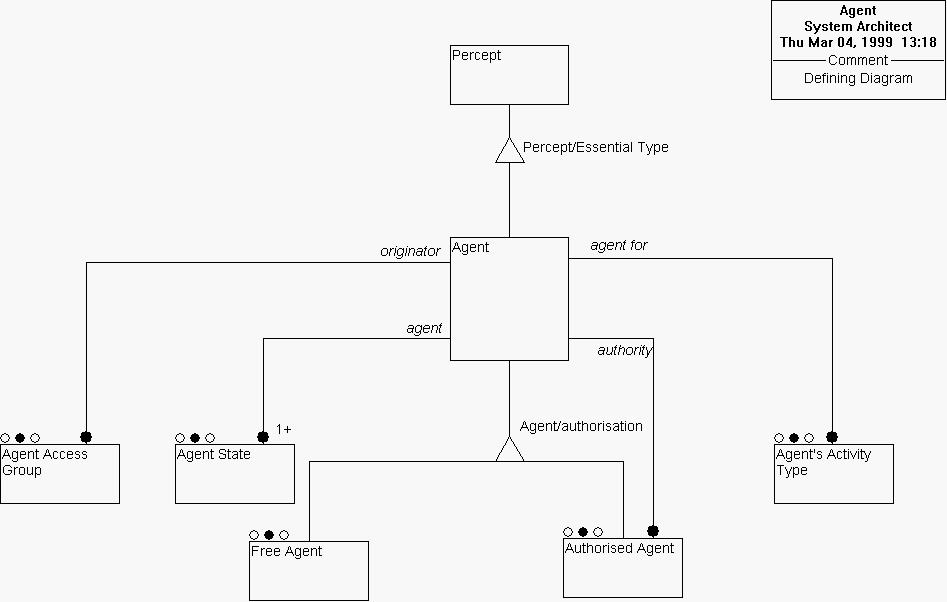 Agent
System Architect
Thu Mar 04, 1999 13:18
Comment
Defining Diagram
Percept
Percept/Essential Type
originator
Agent
agent for
agent
authority
Agent/authorisation
1+
Agent Access
Group
Agent State
Agent's Activity
Type
Free Agent
Authorised Agent